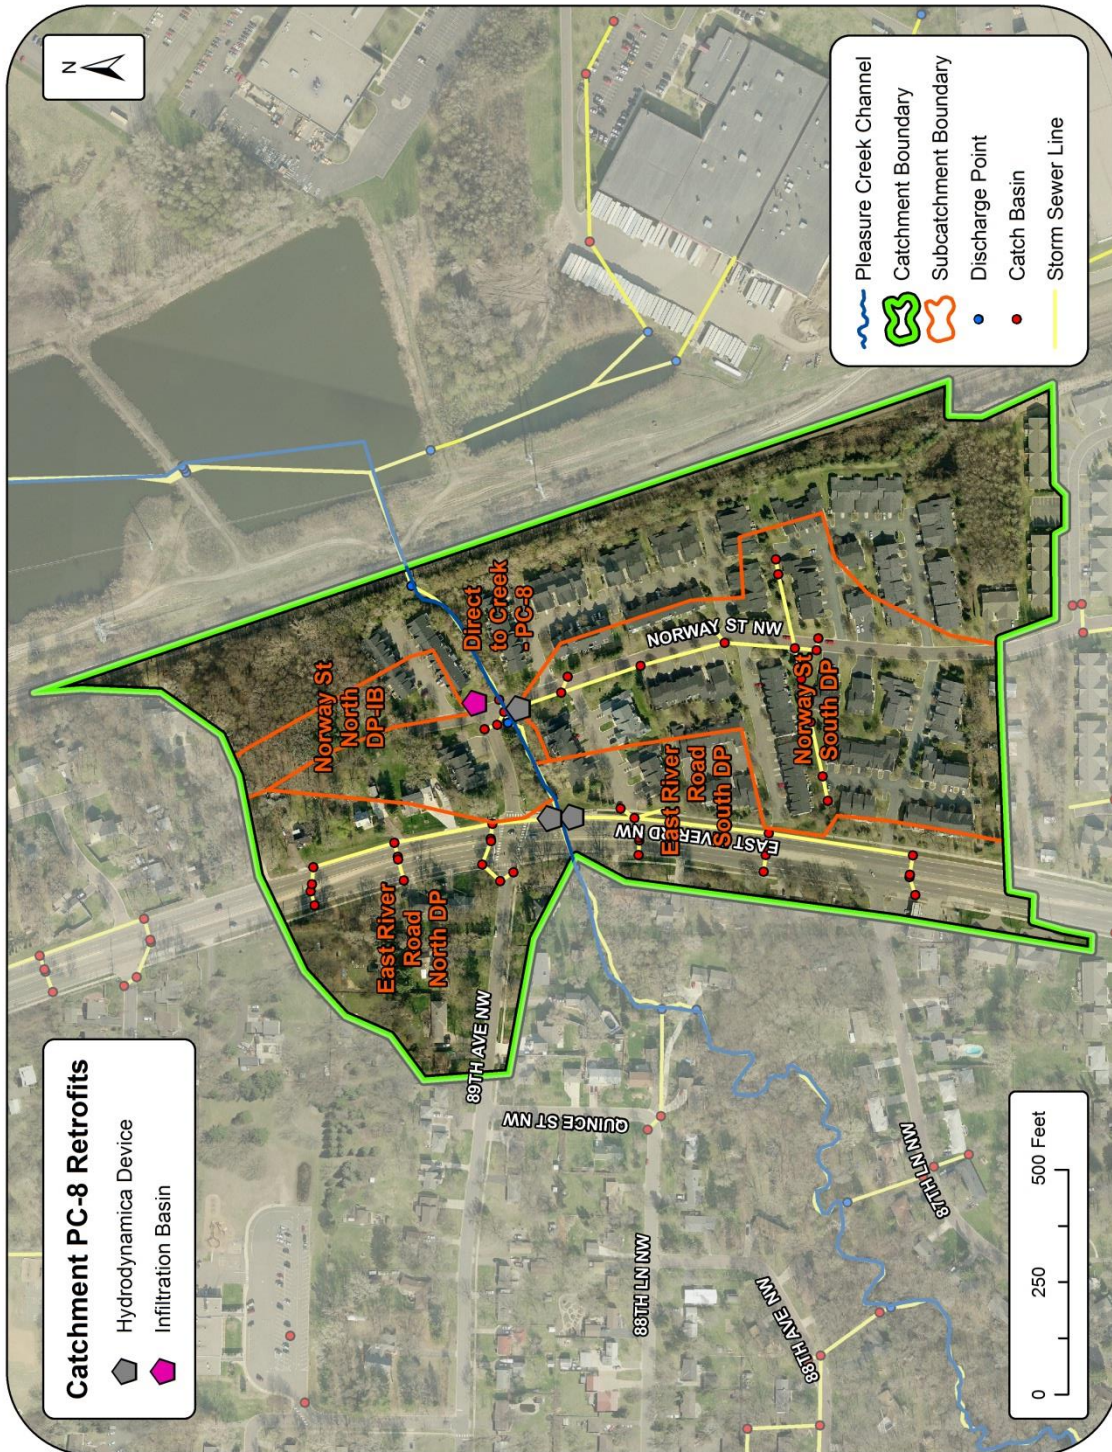 Catchment PC-8 Retrofits
Hydrodynamica Device
Infiltration Basin
N
Norway St
North
DP-IB
Direct
to Creek
- PC-8
East River
Road
North DP
East River
Road
South DP
Norway St
South DP
NORWAY ST NW
EAST
VER RD NW
89TH AVE NW
QUINCE ST NW
88TH LN NW
88TH AVE NW
87TH LN NW
0 250 500 Feet
Pleasure Creek Channel
Catchment Boundary
Subcatchment Boundary
Discharge Point
Catch Basin
Storm Sewer Line